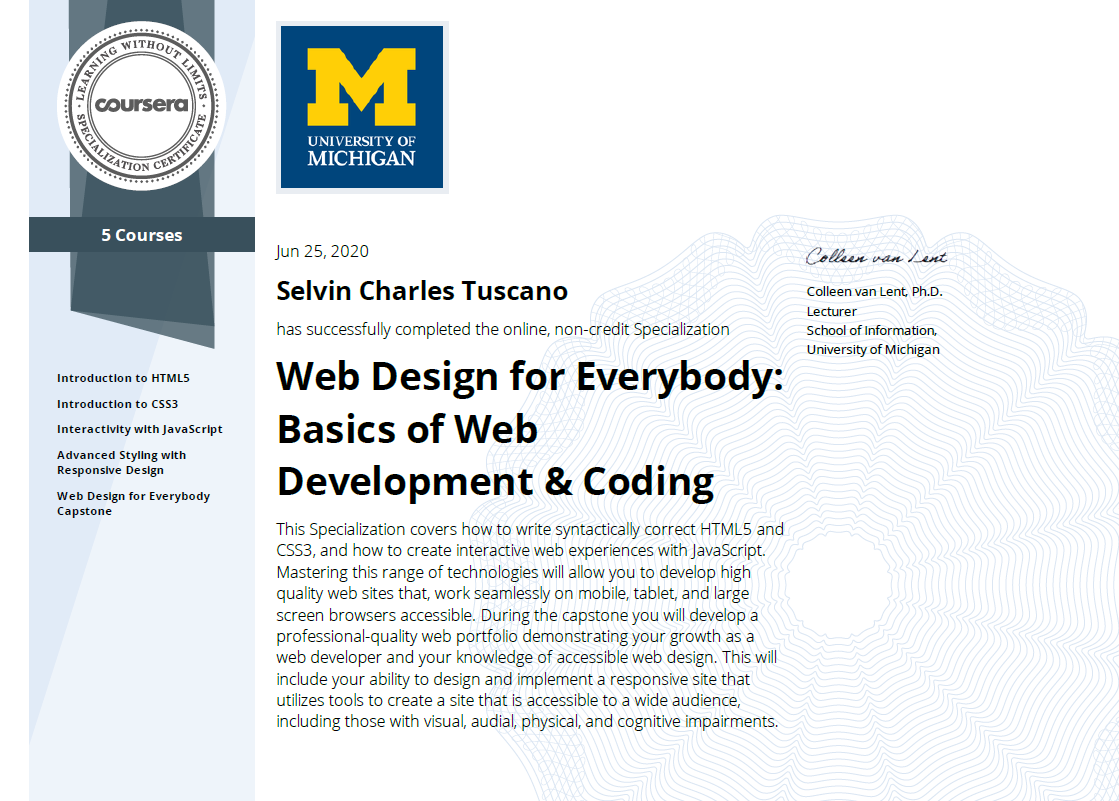 LEARNING WITHOUT LIMITS
coursera
SPECIALIZATION CERTIFICATE
5 Courses
Introduction to HTML5
Introduction to CSS3
Interactivity with JavaScript
Advanced Styling with
Responsive Design
Web Design for Everybody
Capstone
M
UNIVERSITY OF
MICHIGAN
Jun 25, 2020
Selvin Charles Tuscano
has successfully completed the online, non-credit Specialization
Web Design for Everybody:
Basics of Web
Development & Coding
This Specialization covers how to write syntactically correct HTML5 and
CSS3, and how to create interactive web experiences with JavaScript.
Mastering this range of technologies will allow you to develop high
quality web sites that, work seamlessly on mobile, tablet, and large
screen browsers accessible. During the capstone you will develop a
professional-quality web portfolio demonstrating your growth as a
web developer and your knowledge of accessible web design. This will
include your ability to design and implement a responsive site that
utilizes tools to create a site that is accessible to a wide audience,
including those with visual, audial, physical, and cognitive impairments.
Colleen van Lent
Colleen van Lent, Ph.D.
Lecturer
School of Information,
University of Michigan